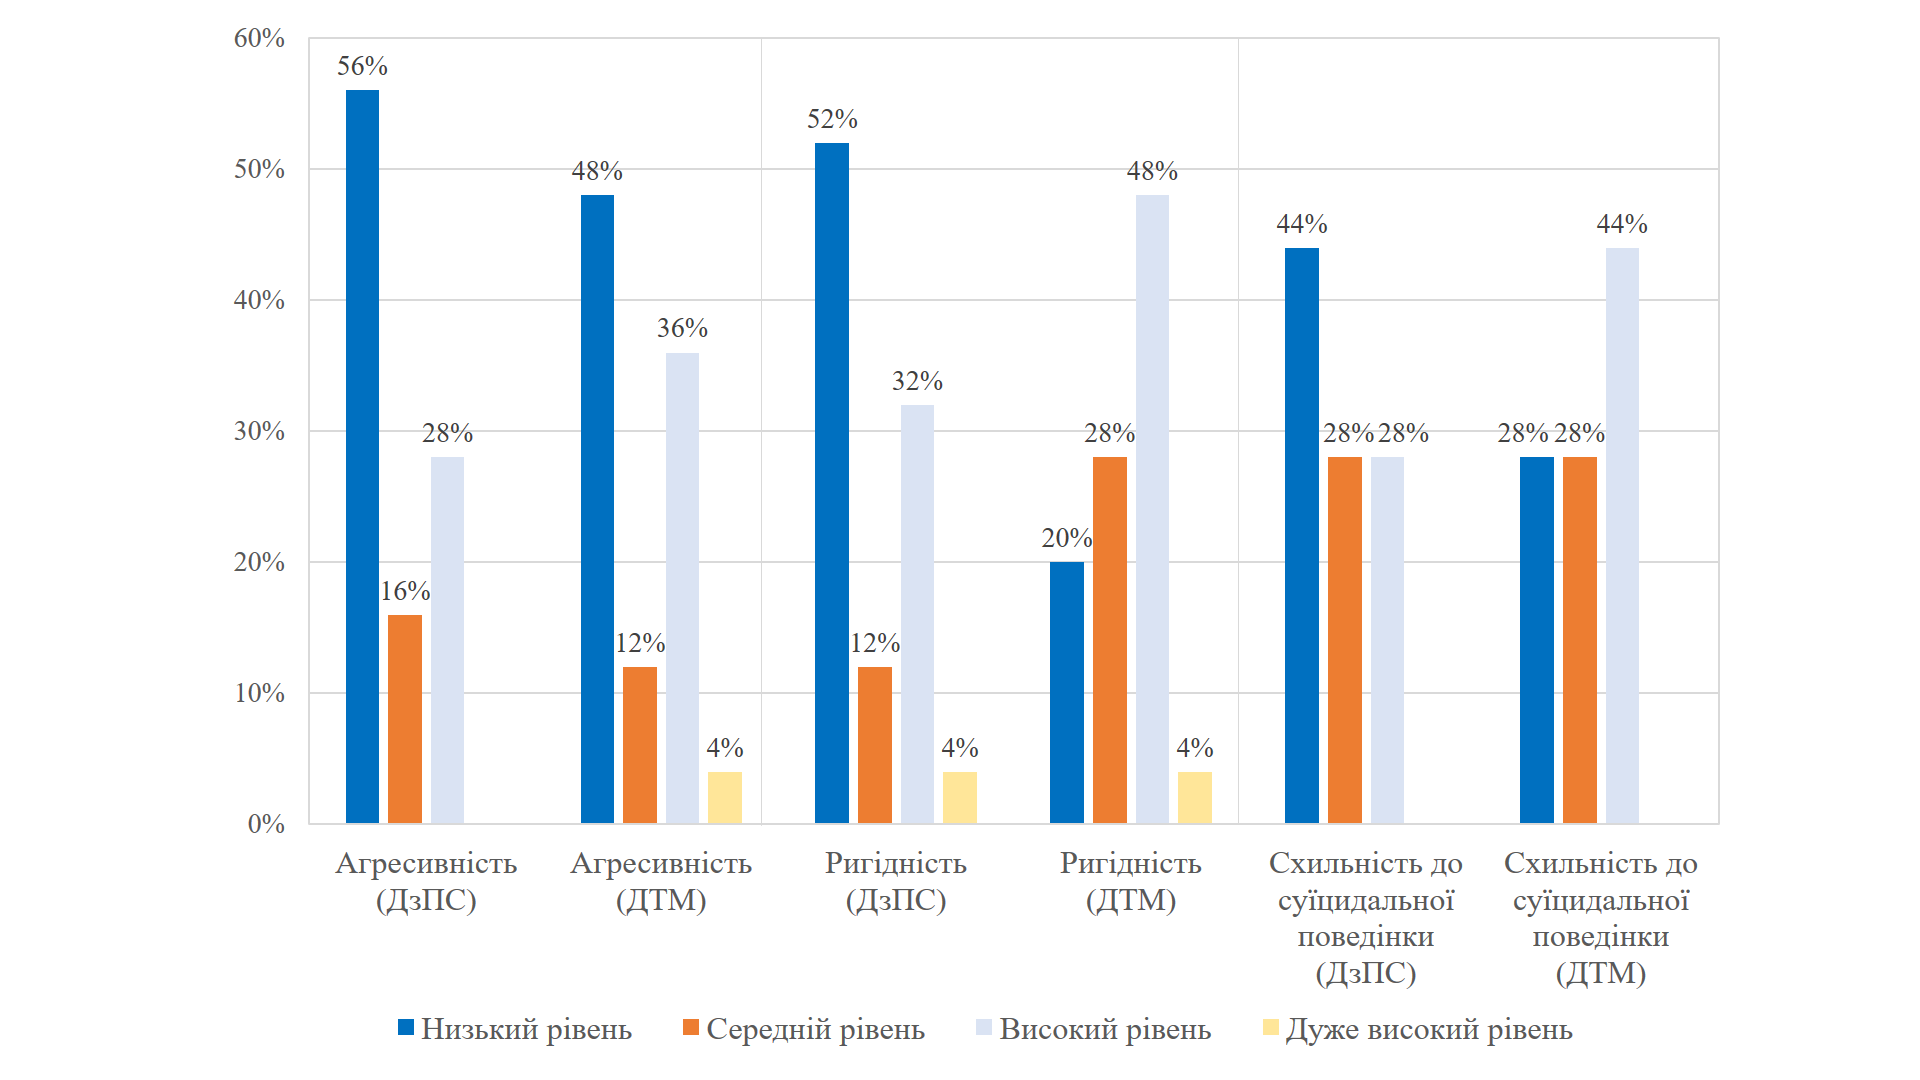 60%
50%
40%
30%
20%
10%
0%
56%
16%
28%
48%
12%
36%
4%
52%
12%
32%
4%
20%
28%
48%
4%
44%
28%
28%
28%
28%
44%
Агресивність
(ДзПС)
Агресивність
(ДТМ)
Ригідність
(ДзПС)
Ригідність
(ДТМ)
Схильність до
суїцидальної
поведінки
(ДзПС)
Схильність до
суїцидальної
поведінки
(ДТМ)
Низький рівень
Середній рівень
Високий рівень
Дуже високий рівень